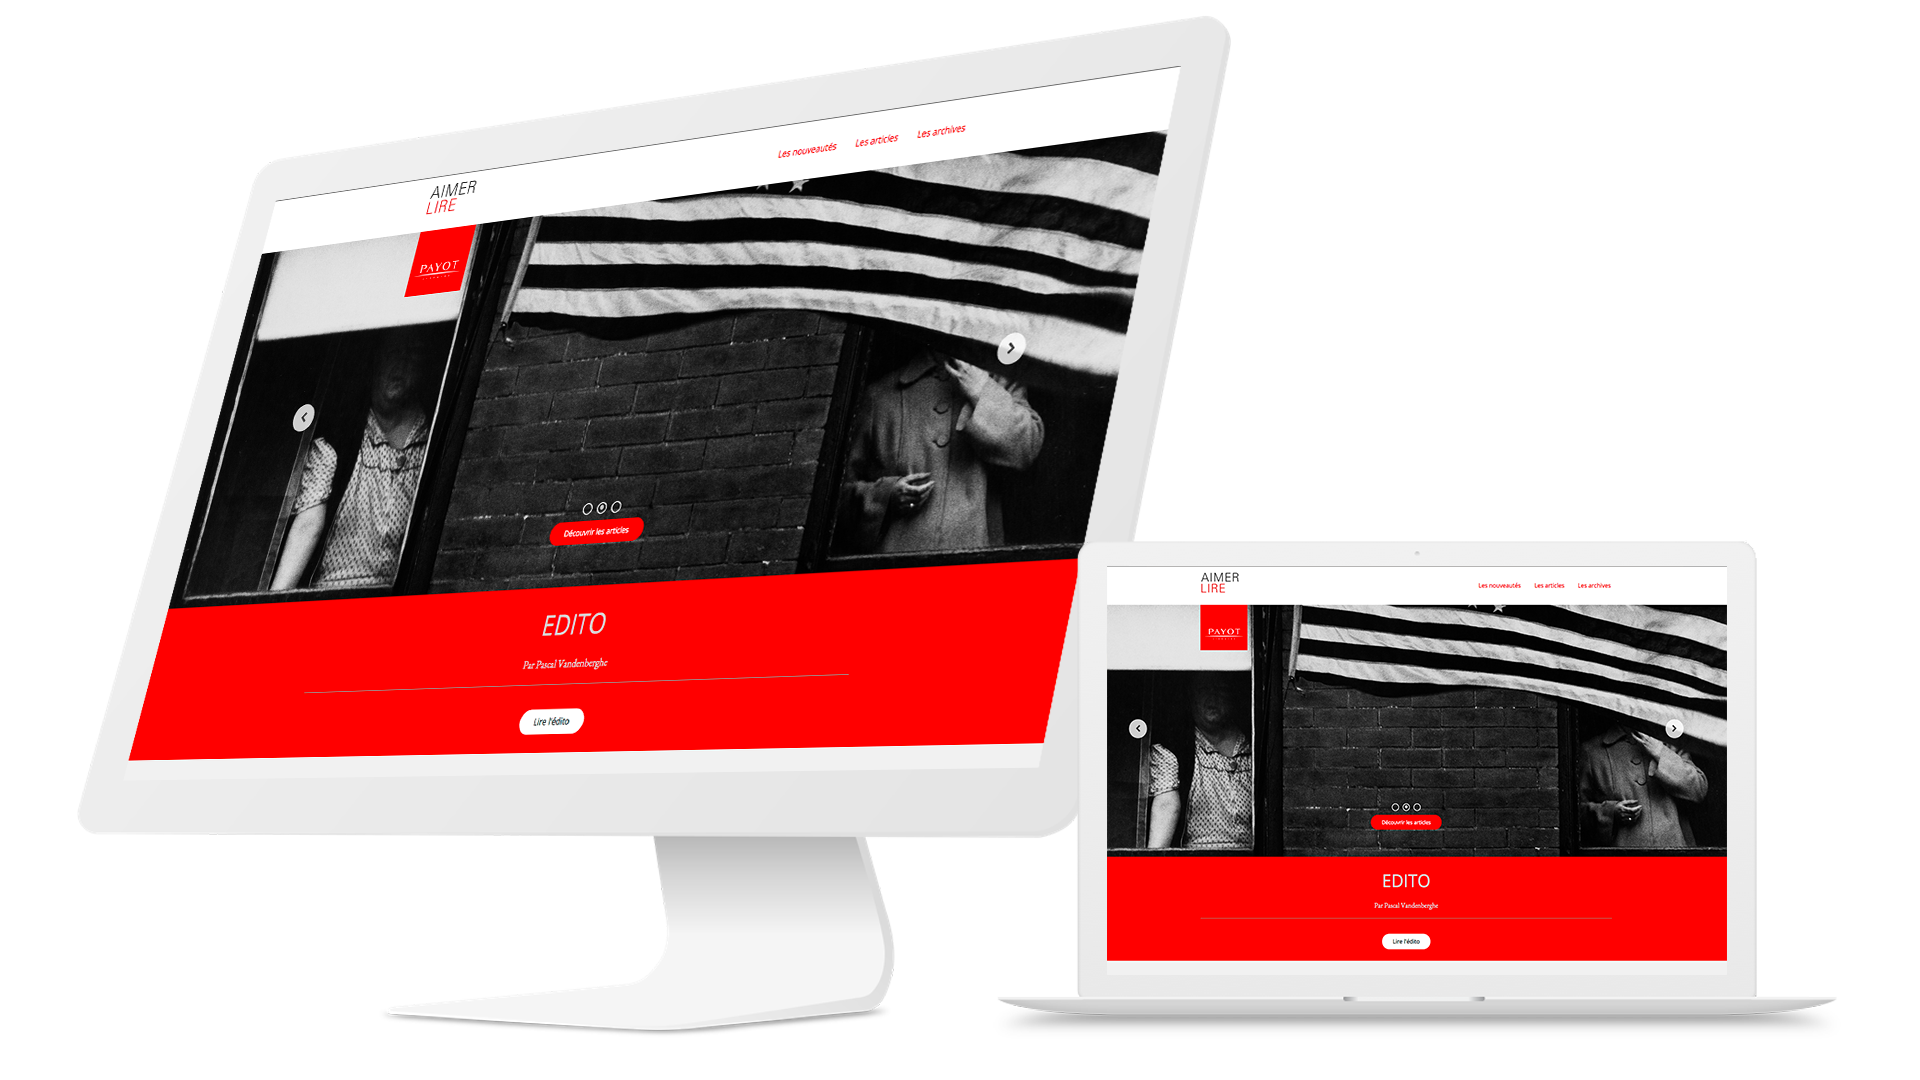 Les nouveautés Les articles Les archives
AIMER
LIRE
PAYOT
Découvrir les articles
EDITO
Par Pascal Vandenberghe
Lire l'édito
AIMER
LIRE
Les nouveautés Les articles Les archives
PAYOT
Découvrir les articles
EDITO
Par Pascal Vandenberghe
Lire l'édito